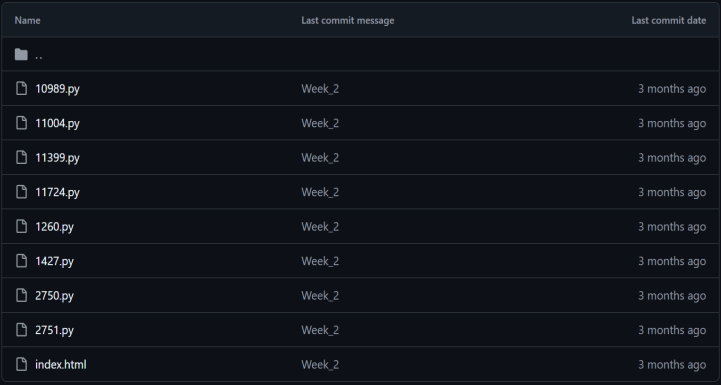 Name Last commit message Last commit date
..
10989.py Week_2 3 months ago
11004.py Week_2 3 months ago
11399.py Week_2 3 months ago
11724.py Week_2 3 months ago
1260.py Week_2 3 months ago
1427.py Week_2 3 months ago
2750.py Week_2 3 months ago
2751.py Week_2 3 months ago
index.html Week_2 3 months ago